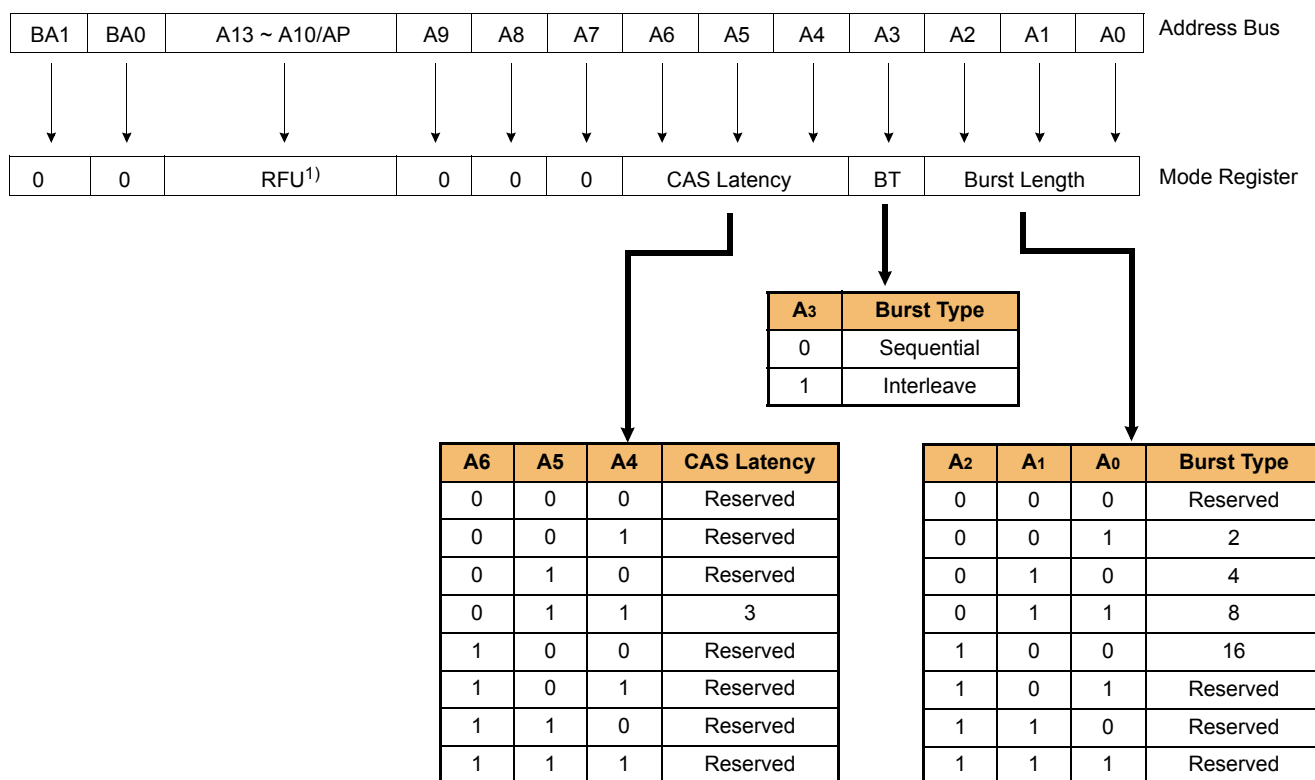 BA1 BA0 A13 ~ A10/AP A9 A8 A7 A6 A5 A4 A3 A2 A1 A0 Address Bus
0 0 RFU1) 0 0 0 CAS Latency BT Burst Length Mode Register
A3 Burst Type
0 Sequential
1 Interleave
A6 A5 A4 CAS Latency
0 0 0 Reserved
0 0 1 Reserved
0 1 0 Reserved
0 1 1 3
1 0 0 Reserved
1 0 1 Reserved
1 1 0 Reserved
1 1 1 Reserved
A2 A1 A0 Burst Type
0 0 0 Reserved
0 0 1 2
0 1 0 4
0 1 1 8
1 0 0 16
1 0 1 Reserved
1 1 0 Reserved
1 1 1 Reserved